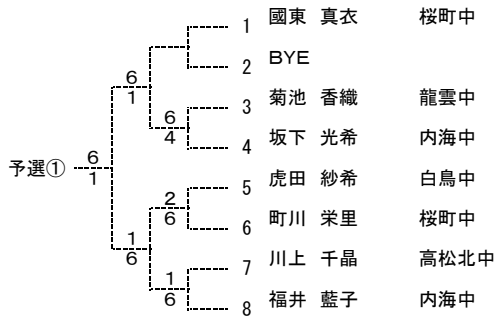 1 國東 真衣 桜町中
2 BYE
6
1
3 菊池 香織 龍雲中
6
4
4 坂下 光希 内海中
予選① 6
1
5 虎田 紗希 白鳥中
2
6
6 町川 栄里 桜町中
1
6
7 川上 千晶 高松北中
1
6
8 福井 藍子 内海中